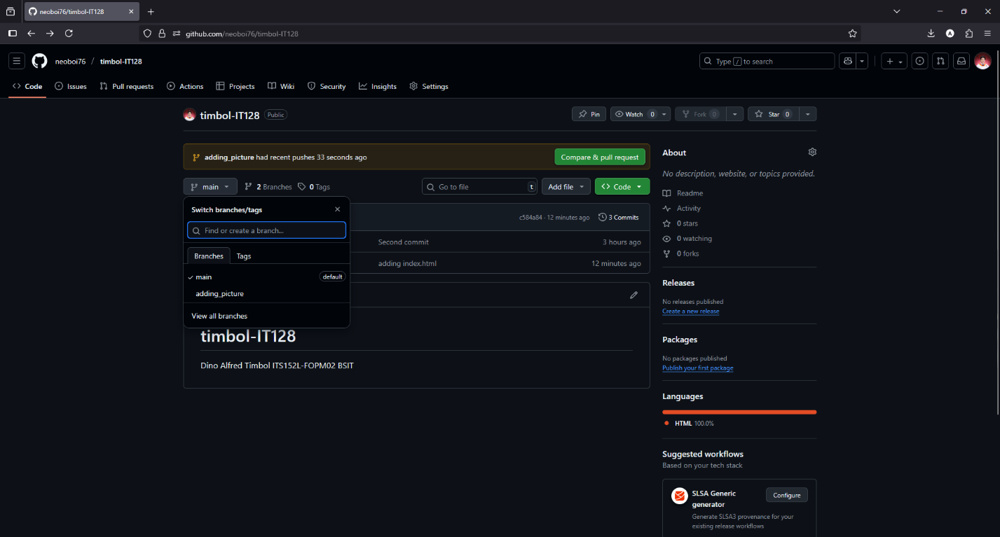 neoboi76/timbol-IT128
github.com/neoboi76/timbol-IT128
neoboi76 / timbol-IT128
Type / to search
Code Issues Pull requests Actions Projects Wiki Security Insights Settings
timbol-IT128 Public
Pin Watch 0 Fork 0 Star 0
adding_picture had recent pushes 33 seconds ago
Compare & pull request
main 2 Branches 0 Tags
Go to file t
Add file
Code
Switch branches/tags
Find or create a branch...
Branches Tags
main default
adding_picture
View all branches
c584a84 · 12 minutes ago 3 Commits
Second commit 3 hours ago
adding index.html 12 minutes ago
timbol-IT128
Dino Alfred Timbol ITS152L-FOPM02 BSIT
About
No description, website, or topics provided.
Readme
Activity
0 stars
0 watching
0 forks
Releases
No releases published
Create a new release
Packages
No packages published
Publish your first package
Languages
HTML 100.0%
Suggested workflows
Based on your tech stack
SLSA Generic
generator
Configure
Generate SLSA3 provenance for your
existing release workflows